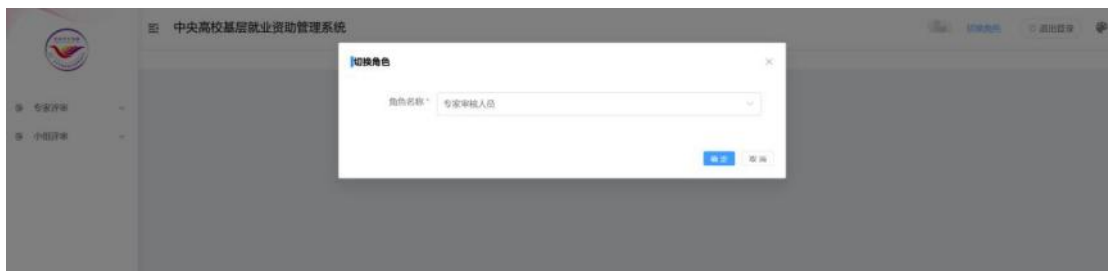 中央高校基层就业资助管理系统
切换角色
退出登录
切换角色
角色名称 *
专家审核人员
确定
取消
专家评审
小组评审